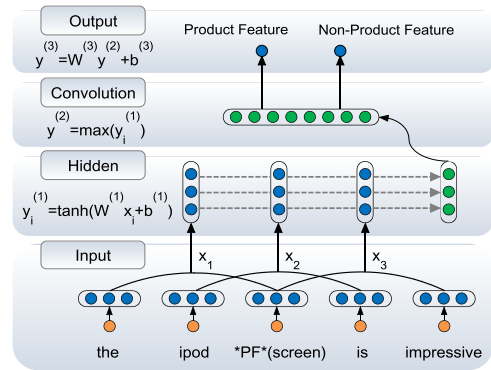 Output
Product Feature Non-Product Feature
y(3)=W(3)y(2)+b(3)
Convolution
y(2)=max(yi(1))
Hidden
yi(1)=tanh(W(1)xi+b(1))
Input
x1 x2 x3
the ipod *PF*(screen) is impressive